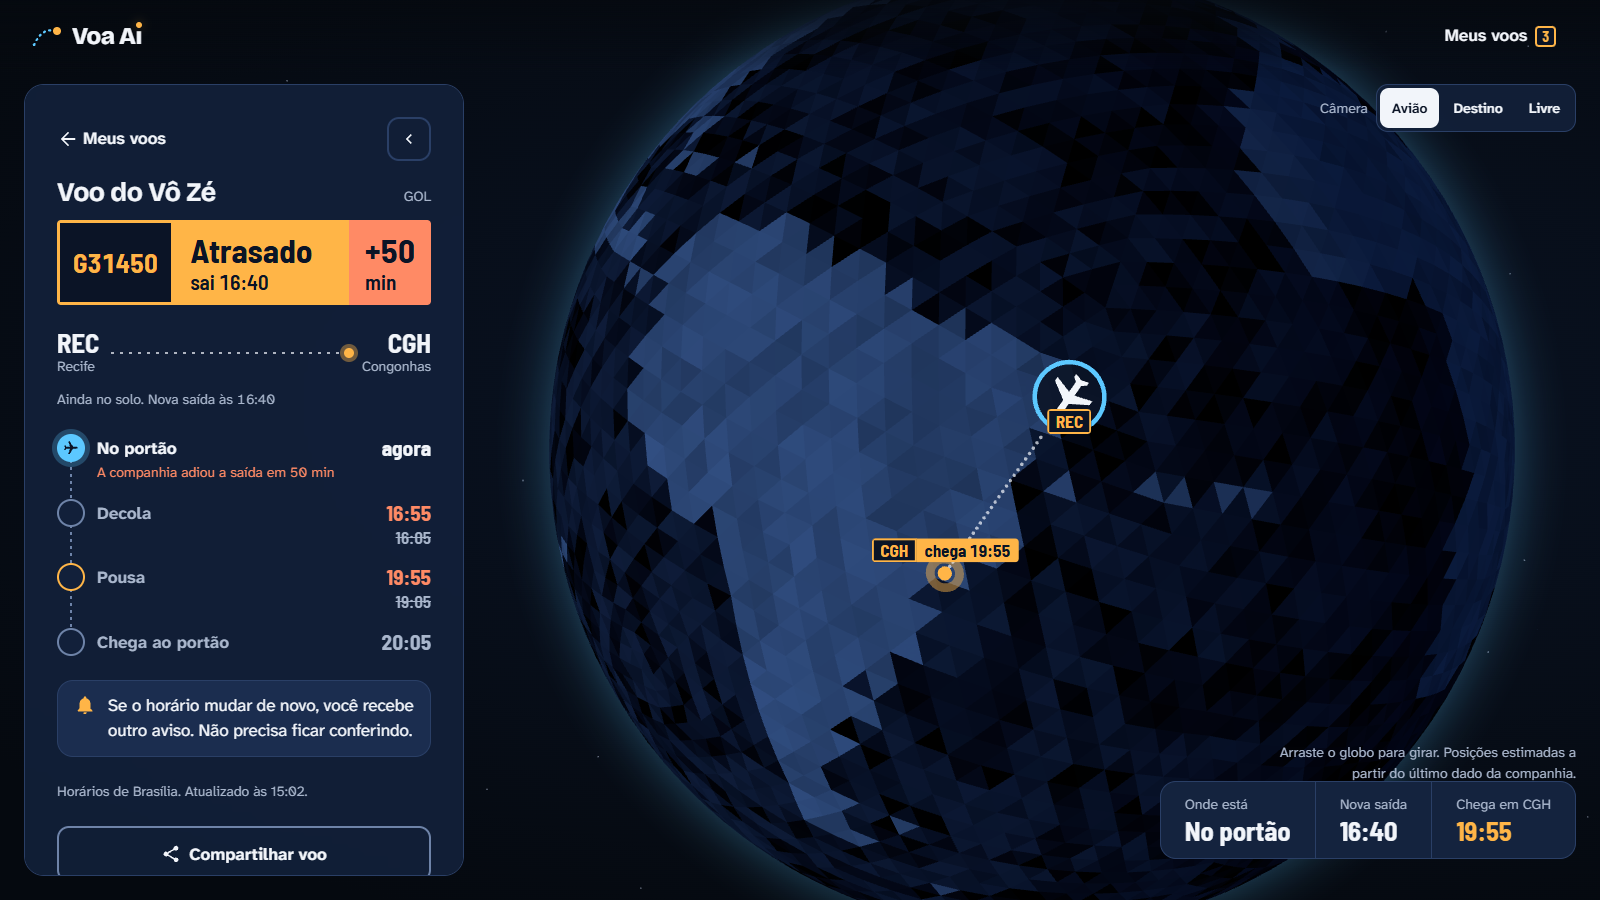 Voa Ai
Meus voos 3
Câmera Avião Destino Livre
← Meus voos
Voo do Vô Zé
GOL
G31450
Atrasado
sai 16:40
+50
min
REC
Recife
CGH
Congonhas
Ainda no solo. Nova saída às 16:40
No portão agora
A companhia adiou a saída em 50 min
Decola 16:55
16:05
Pousa 19:55
19:05
Chega ao portão 20:05
Se o horário mudar de novo, você recebe
outro aviso. Não precisa ficar conferindo.
Horários de Brasília. Atualizado às 15:02.
Compartilhar voo
REC
CGH chega 19:55
Arraste o globo para girar. Posições estimadas a
partir do último dado da companhia.
Onde está
No portão
Nova saída
16:40
Chega em CGH
19:55